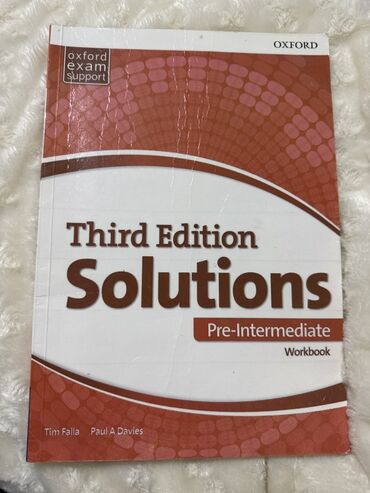 oxford
exam
support
OXFORD
Third Edition
Solutions
Pre-Intermediate
Workbook
Tim Falla Paul A Davies